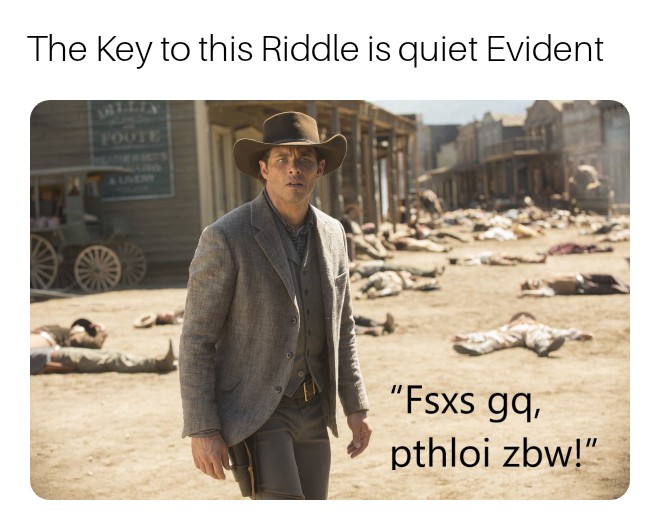 The Key to this Riddle is quiet Evident
FOOTE
“Fsxs gq,
pthloi zbw!”